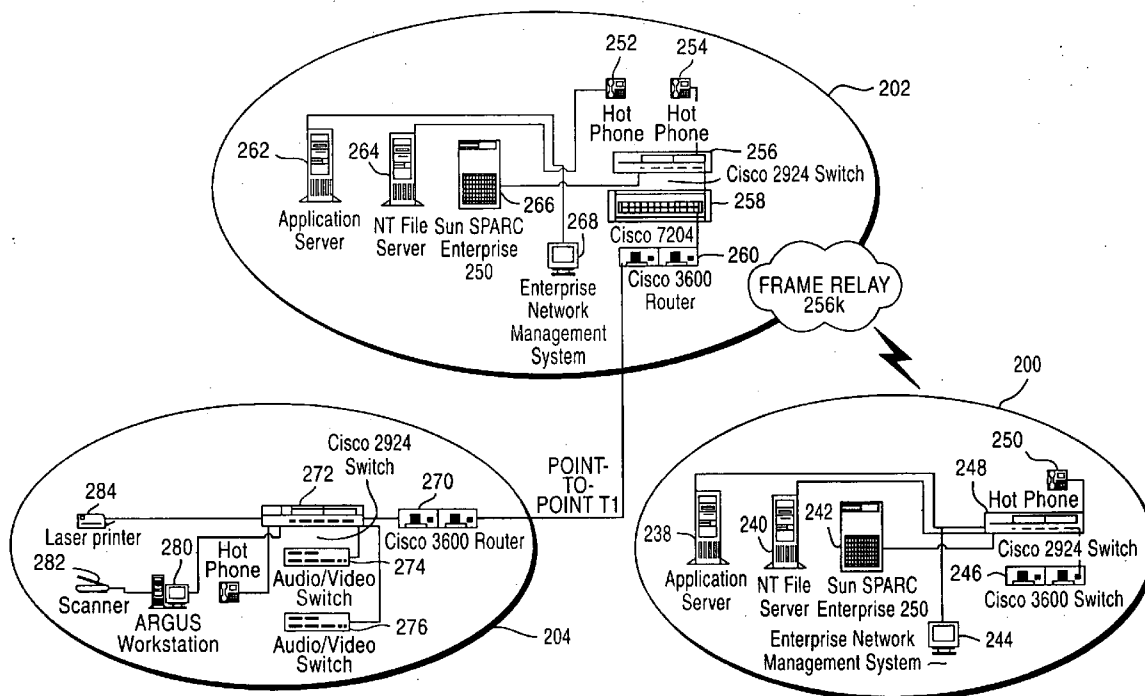 252
254
202
Hot
Phone
Hot
Phone
262
264
256
Cisco 2924 Switch
266
258
Application
Server
NT File
Server
Sun SPARC
Enterprise
250
268
Cisco 7204
260
Cisco 3600
Router
Enterprise
Network
Management
System
FRAME RELAY
256k
200
Cisco 2924
Switch
272
270
POINT-
TO-
POINT T1
284
Laser printer
Cisco 3600 Router
280
Hot
Phone
282
Scanner
ARGUS
Workstation
Audio/Video
Switch
274
Audio/Video
Switch
276
204
250
248
Hot Phone
238
240
242
Cisco 2924 Switch
246
Cisco 3600 Switch
Application
Server
NT File
Server
Sun SPARC
Enterprise 250
Enterprise Network
Management System
244